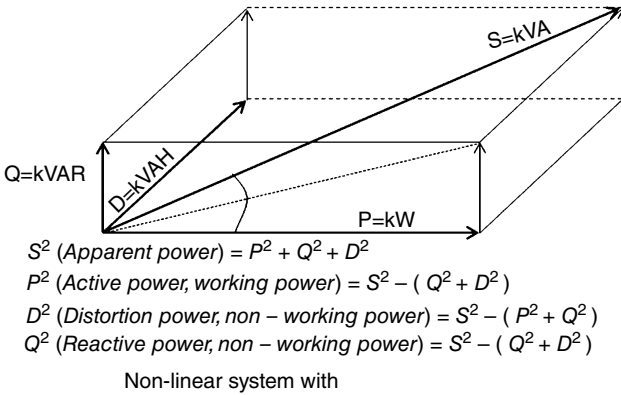 S=kVA
Q=kVAR
D=kVAH
P=kW
S² (Apparent power) = P² + Q² + D²
P² (Active power, working power) = S² – ( Q² + D² )
D² (Distortion power, non – working power) = S² – ( P² + Q² )
Q² (Reactive power, non – working power) = S² – ( Q² + D² )
Non-linear system with